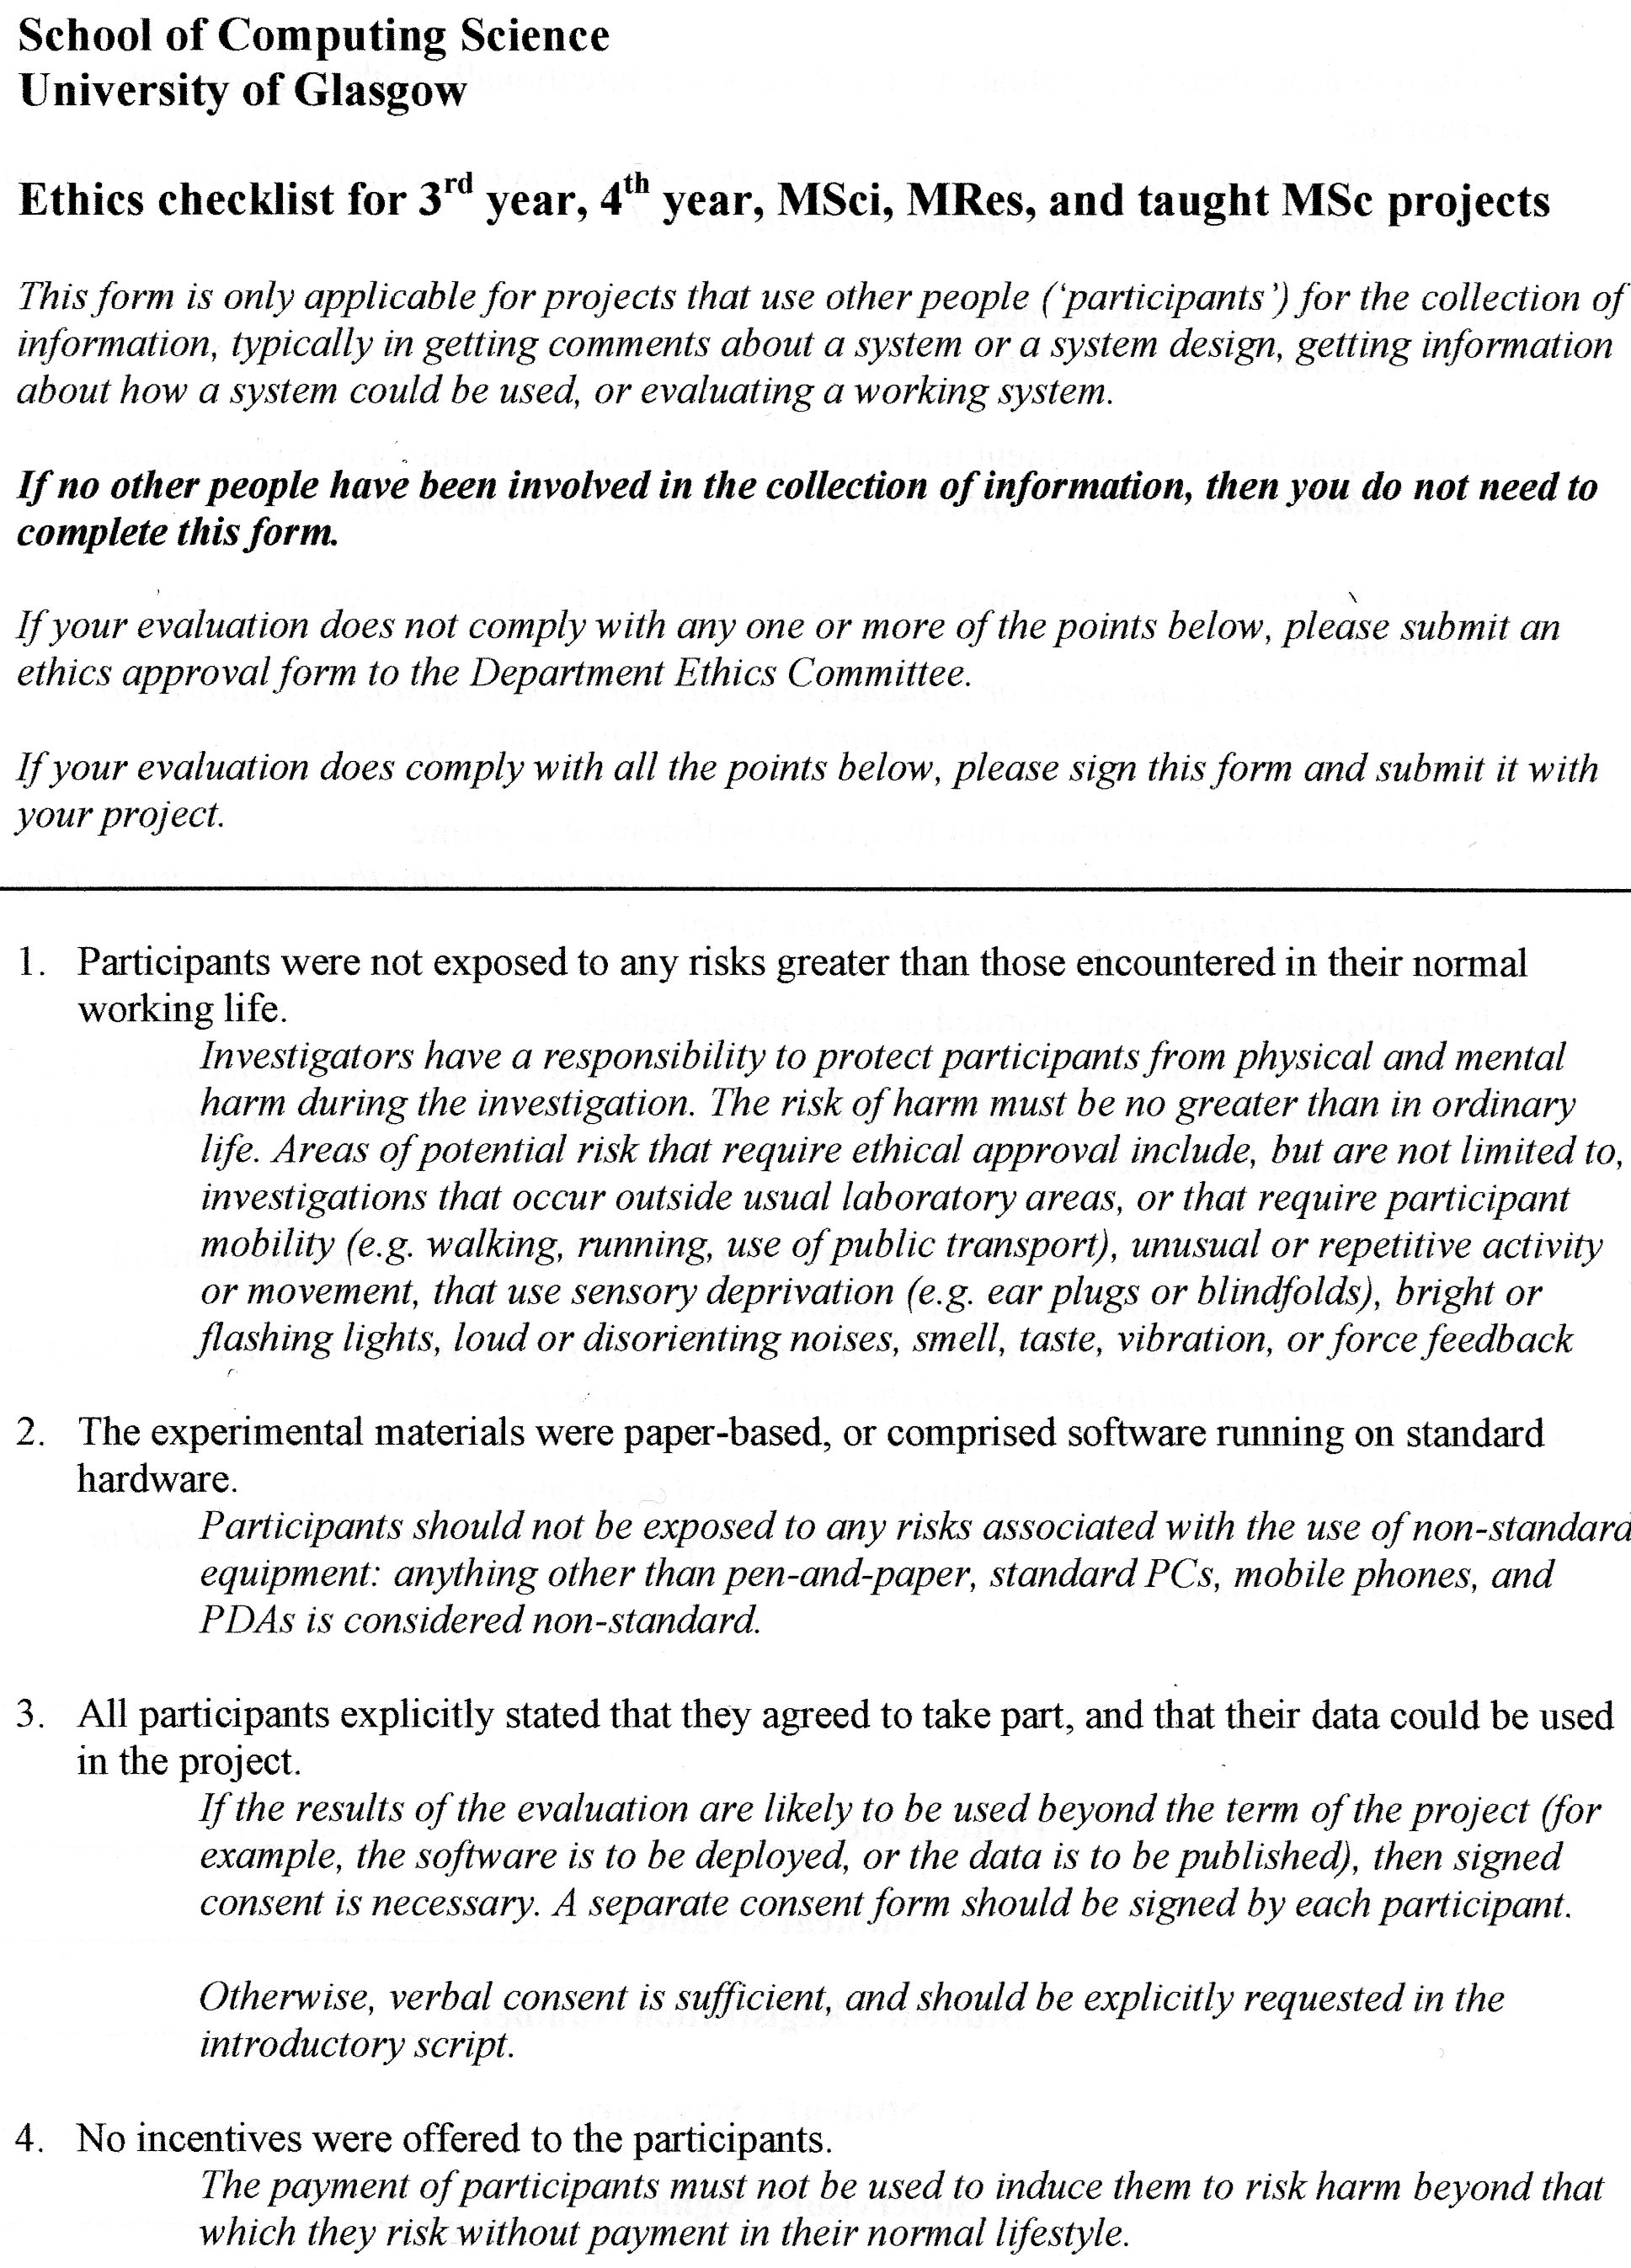 School of Computing Science
University of Glasgow
Ethics checklist for 3rd year, 4th year, MSci, MRes, and taught MSc projects
This form is only applicable for projects that use other people (‘participants’) for the collection of
information, typically in getting comments about a system or a system design, getting information
about how a system could be used, or evaluating a working system.
If no other people have been involved in the collection of information, then you do not need to
complete this form.
If your evaluation does not comply with any one or more of the points below, please submit an
ethics approval form to the Department Ethics Committee.
If your evaluation does comply with all the points below, please sign this form and submit it with
your project.
1. Participants were not exposed to any risks greater than those encountered in their normal
working life.
Investigators have a responsibility to protect participants from physical and mental
harm during the investigation. The risk of harm must be no greater than in ordinary
life. Areas of potential risk that require ethical approval include, but are not limited to,
investigations that occur outside usual laboratory areas, or that require participant
mobility (e.g. walking, running, use of public transport), unusual or repetitive activity
or movement, that use sensory deprivation (e.g. ear plugs or blindfolds), bright or
flashing lights, loud or disorienting noises, smell, taste, vibration, or force feedback
2. The experimental materials were paper-based, or comprised software running on standard
hardware.
Participants should not be exposed to any risks associated with the use of non-standard
equipment: anything other than pen-and-paper, standard PCs, mobile phones, and
PDAs is considered non-standard.
3. All participants explicitly stated that they agreed to take part, and that their data could be used
in the project.
If the results of the evaluation are likely to be used beyond the term of the project (for
example, the software is to be deployed, or the data is to be published), then signed
consent is necessary. A separate consent form should be signed by each participant.
Otherwise, verbal consent is sufficient, and should be explicitly requested in the
introductory script.
4. No incentives were offered to the participants.
The payment of participants must not be used to induce them to risk harm beyond that
which they risk without payment in their normal lifestyle.